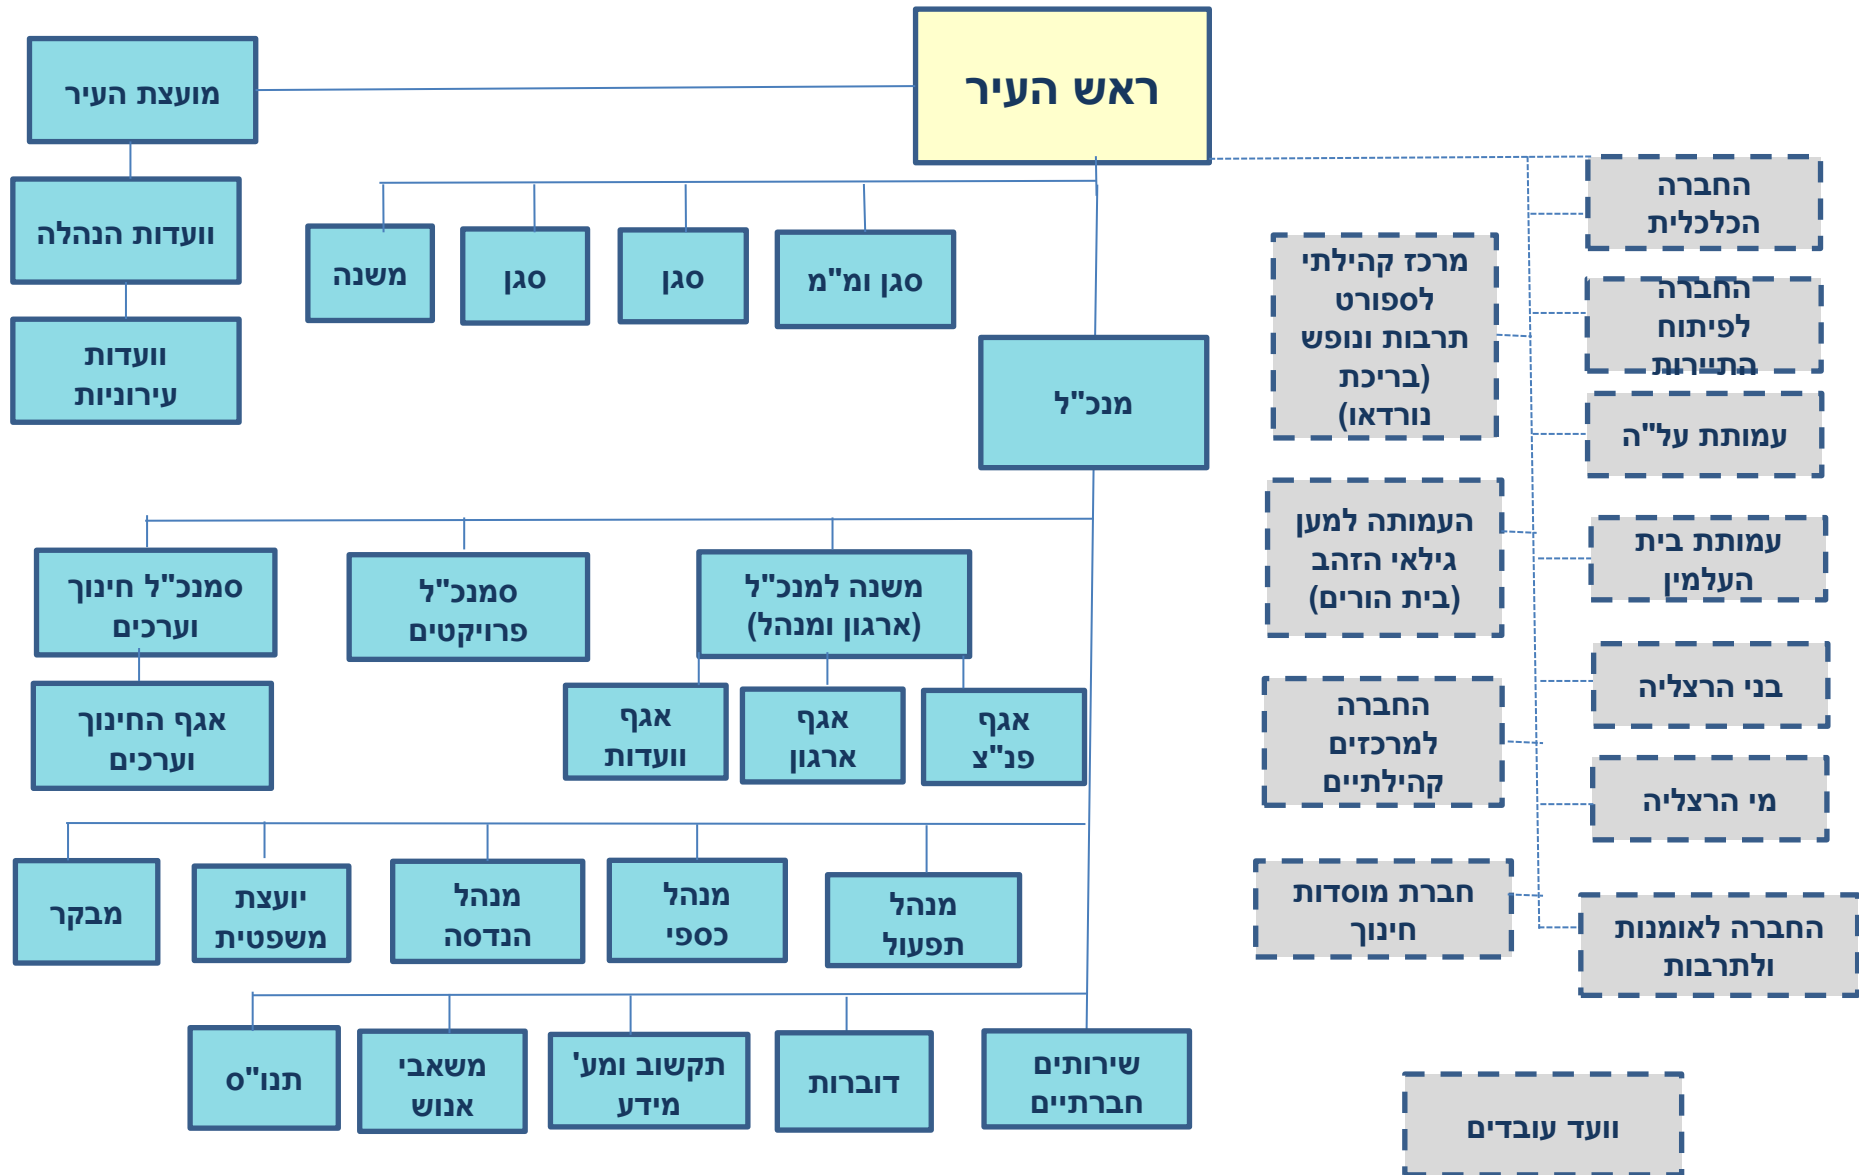 ראש העיר
מועצת העיר
וועדות הנהלה
וועדות
עירוניות
סגן ומ"מ
סגן
סגן
משנה
מנכ"ל
משנה למנכ"ל
(ארגון ומנהל)
סמנכ"ל
פרויקטים
סמנכ"ל חינוך
וערכים
אגף
פנ"צ
אגף
ארגון
אגף
וועדות
אגף החינוך
וערכים
מנהל
תפעול
מנהל
כספי
מנהל
הנדסה
יועצת
משפטית
מבקר
שירותים
חברתיים
דוברות
תקשוב ומע'
מידע
משאבי
אנוש
תנו"ס
החברה
הכלכלית
החברה
לפיתוח
התיירות
עמותת על"ה
עמותת בית
העלמין
בני הרצליה
מי הרצליה
החברה לאומנות
ולתרבות
מרכז קהילתי
לספורט
תרבות ונופש
(בריכת
נורדאו)
העמותה למען
גילאי הזהב
(בית הורים)
החברה
למרכזים
קהילתיים
חברת מוסדות
חינוך
וועד עובדים